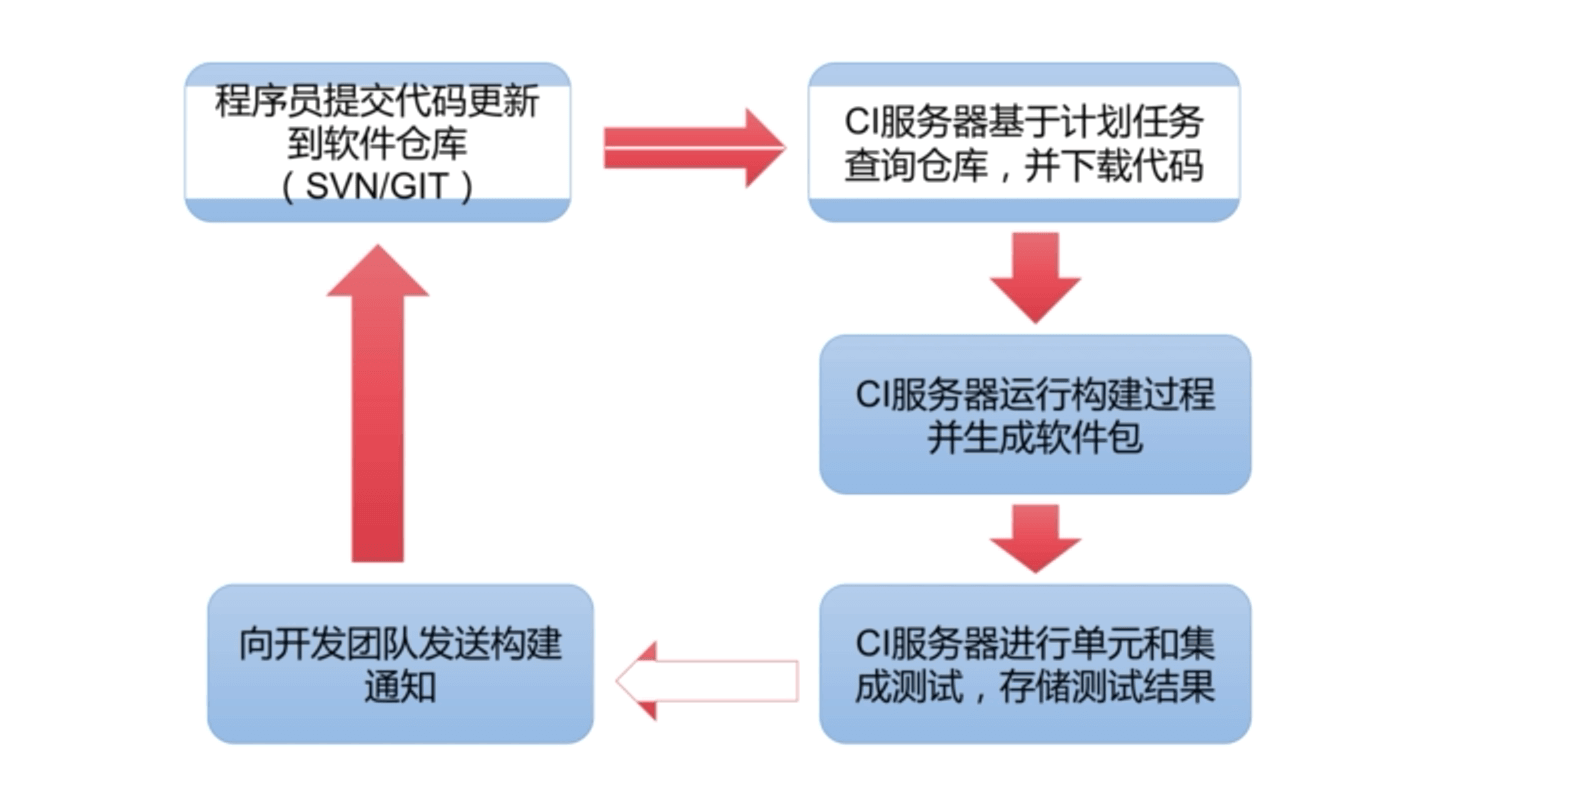 程序员提交代码更新
到软件仓库
（SVN/GIT）
CI服务器基于计划任务
查询仓库，并下载代码
CI服务器运行构建过程
并生成软件包
CI服务器进行单元和集
成测试，存储测试结果
向开发团队发送构建
通知